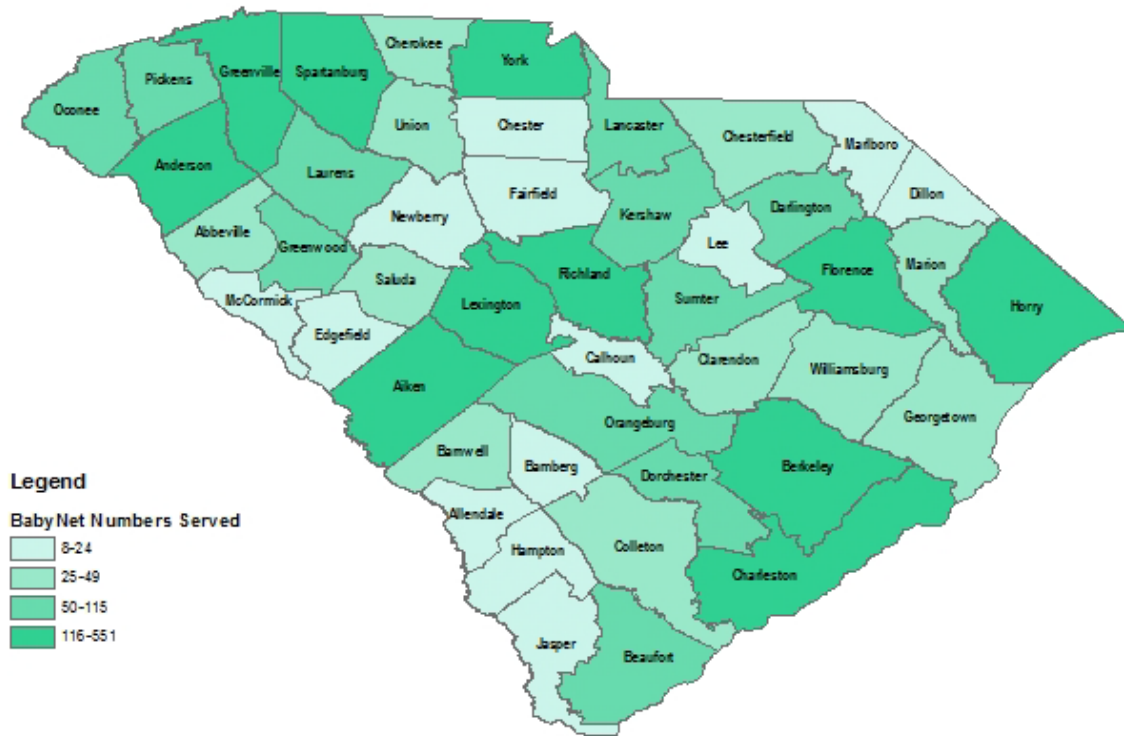 Cherokee
York
Greenville
Spartanburg
Pickens
Oconee
Union
Chester
Lancaster
Chesterfield
Marlboro
Anderson
Laurens
Dillon
Fairfield
Newberry
Kershaw
Darlington
Abbeville
Greenwood
Lee
Saluda
Richland
Florence
Marion
McCormick
Lexington
Sumter
Horry
Edgefield
Calhoun
Clarendon
Williamsburg
Aiken
Georgetown
Orangeburg
Barnwell
Bamberg
Berkeley
Dorchester
Legend
Allendale
BabyNet Numbers Served
8-24
Hampton
Colleton
25-49
Charleston
50-115
116-551
Jasper
Beaufort